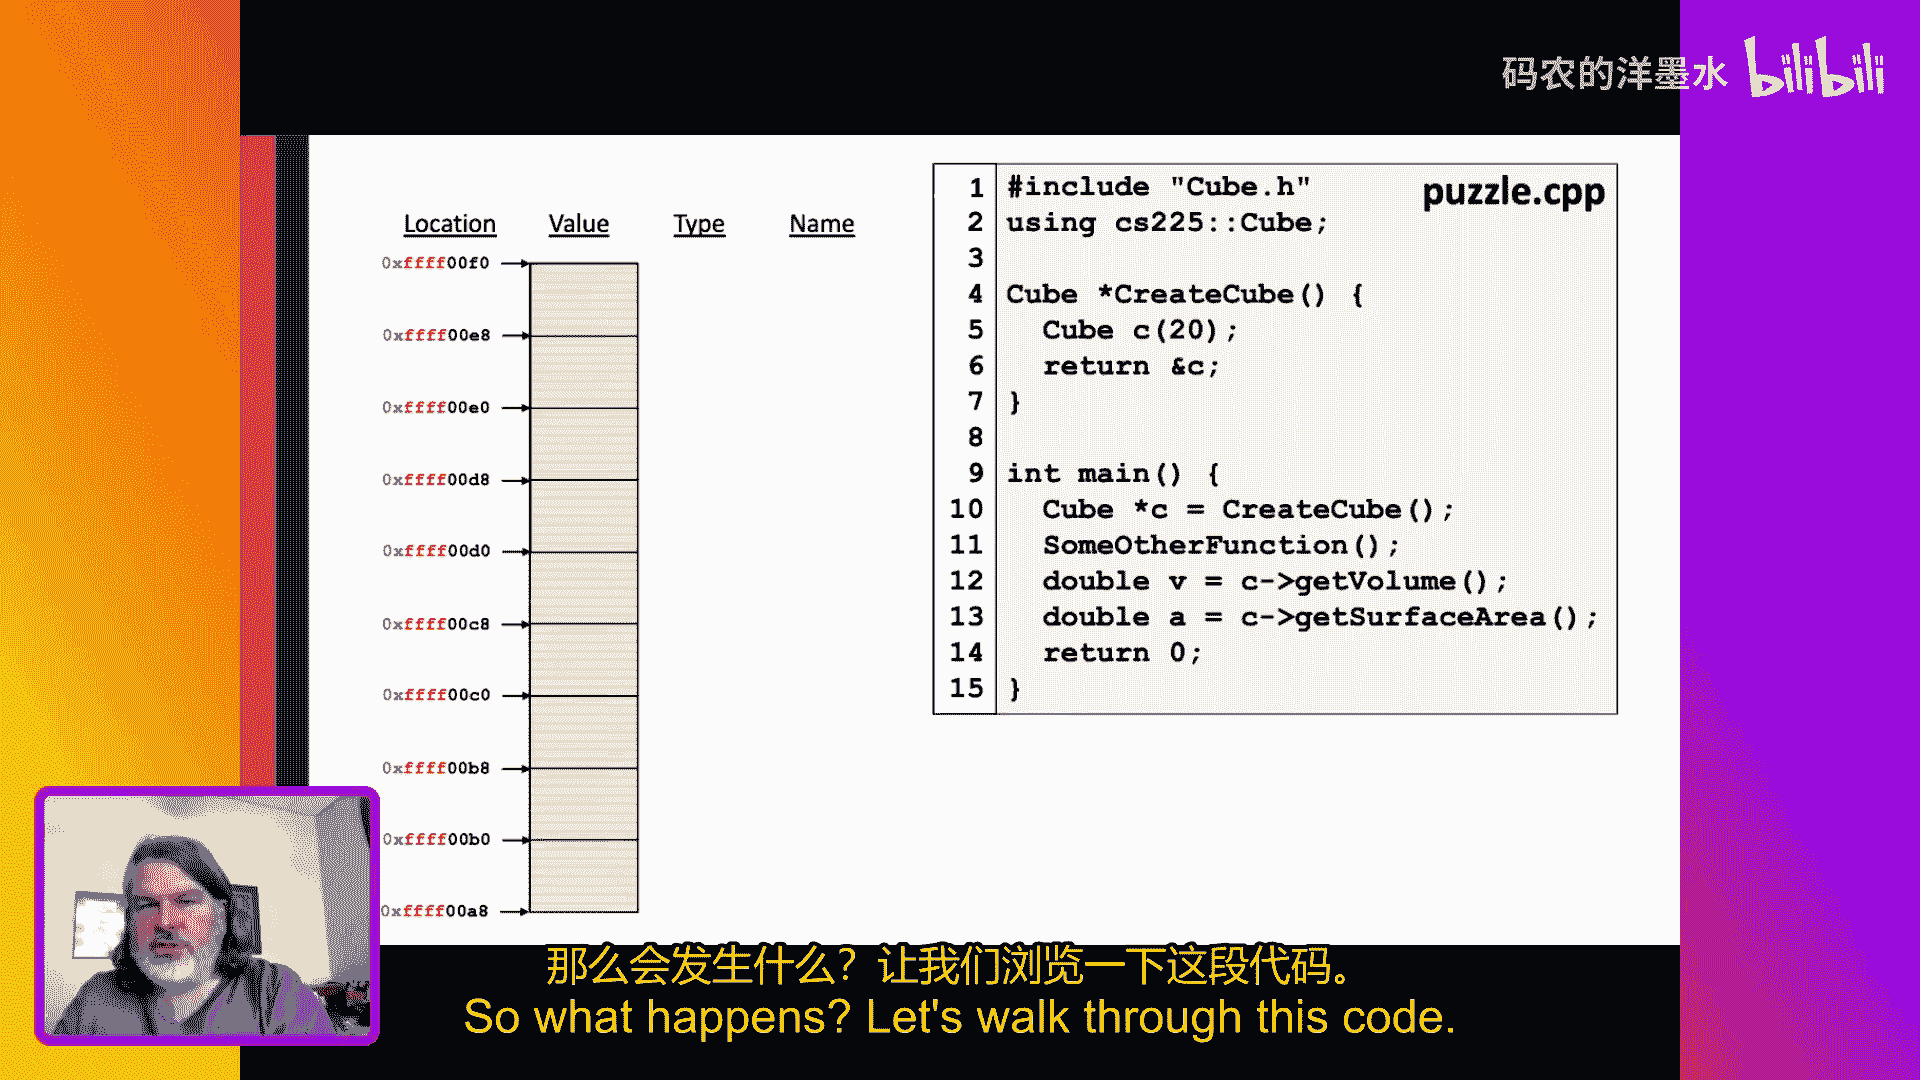 码农的洋墨水 bilibili
Location Value Type Name
0xffff00f0
0xffff00e8
0xffff00e0
0xffff00d8
0xffff00d0
0xffff00c8
0xffff00c0
0xffff00b8
0xffff00b0
0xffff00a8
puzzle.cpp
1 #include "Cube.h"
2 using cs225::Cube;
3
4 Cube *CreateCube() {
5 Cube c(20);
6 return &c;
7 }
8
9 int main() {
10 Cube *c = CreateCube();
11 SomeOtherFunction();
12 double v = c->getVolume();
13 double a = c->getSurfaceArea();
14 return 0;
15 }
那么会发生什么？让我们浏览一下这段代码。
So what happens? Let's walk through this code.